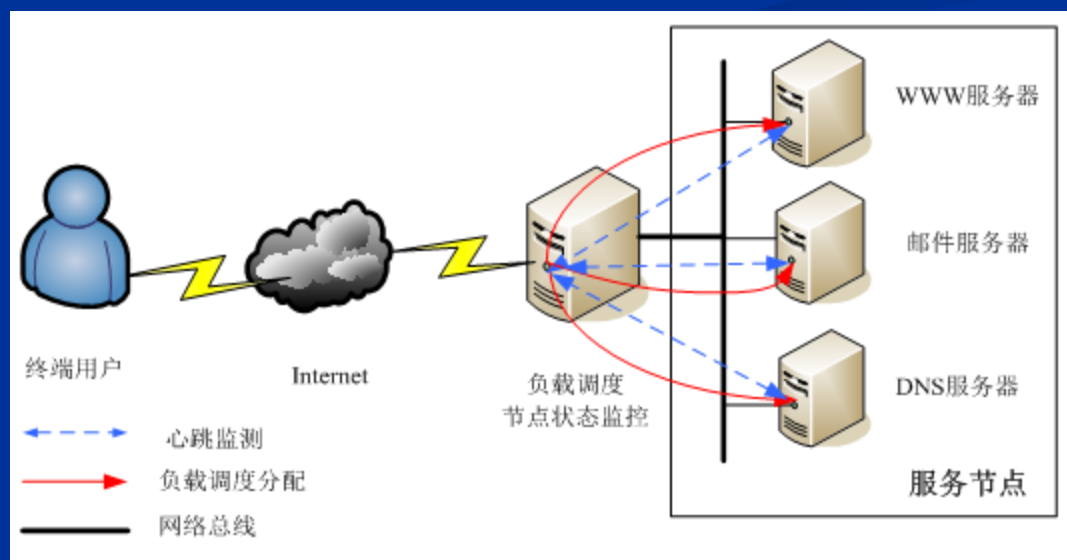 WWW服务器
邮件服务器
终端用户
Internet
负载调度
节点状态监控
DNS服务器
心跳监测
负载调度分配
服务节点
网络总线